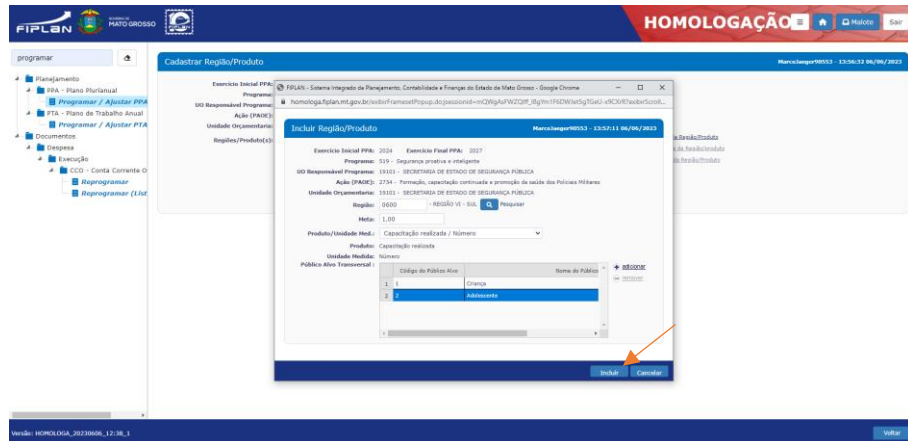 FIPLAN
GOVERNO DE
MATO GROSSO
FIPLAN
HOMOLOGAÇÃO
Malote
Sair
programar
Planejamento
PPA - Plano Plurianual
Programar / Ajustar PPA
PTA - Plano de Trabalho Anual
Programar / Ajustar PTA
Documentos
Despesa
Execução
CCO - Conta Corrente O
Reprogramar
Reprogramar (List
Cadastrar Região/Produto
MarcoJaeger90553 - 13:56:32 06/06/2023
Exercício Inicial PPA:
Programa:
UO Responsável Programa:
Ação (PAOE):
Unidade Orçamentaria:
Regiões/Produto(s):
FIPLAN - Sistema Integrado de Planejamento, Contabilidade e Finanças do Estado de Mato Grosso - Google Chrome
Incluir Região/Produto
MarcoJaeger90553 - 13:57:11 06/06/2023
Exercício Inicial PPA: 2024 Exercício Final PPA: 2027
Programa: 519 - Segurança proativa e inteligente
UO Responsável Programa: 19101 - SECRETARIA DE ESTADO DE SEGURANÇA PÚBLICA
Ação (PAOE): 2734 - Formação, capacitação continuada e promoção da saúde dos Policiais Militares
Unidade Orçamentaria: 19101 - SECRETARIA DE ESTADO DE SEGURANÇA PÚBLICA
Região: 0600 - REGIÃO VI - SUL Pesquisar
Meta: 1,00
Produto/Unidade Med.: Capacitação realizada / Número
Produto: Capacitação realizada
Unidade Medida: Número
Público Alvo Transversal :
Código do Público Alvo Nome do Público
1 1 Criança
2 2 Adolescente
adicionar
remover
Incluir
Cancelar
Versão: HOMOLOGA_20230606_12:38_1
Voltar